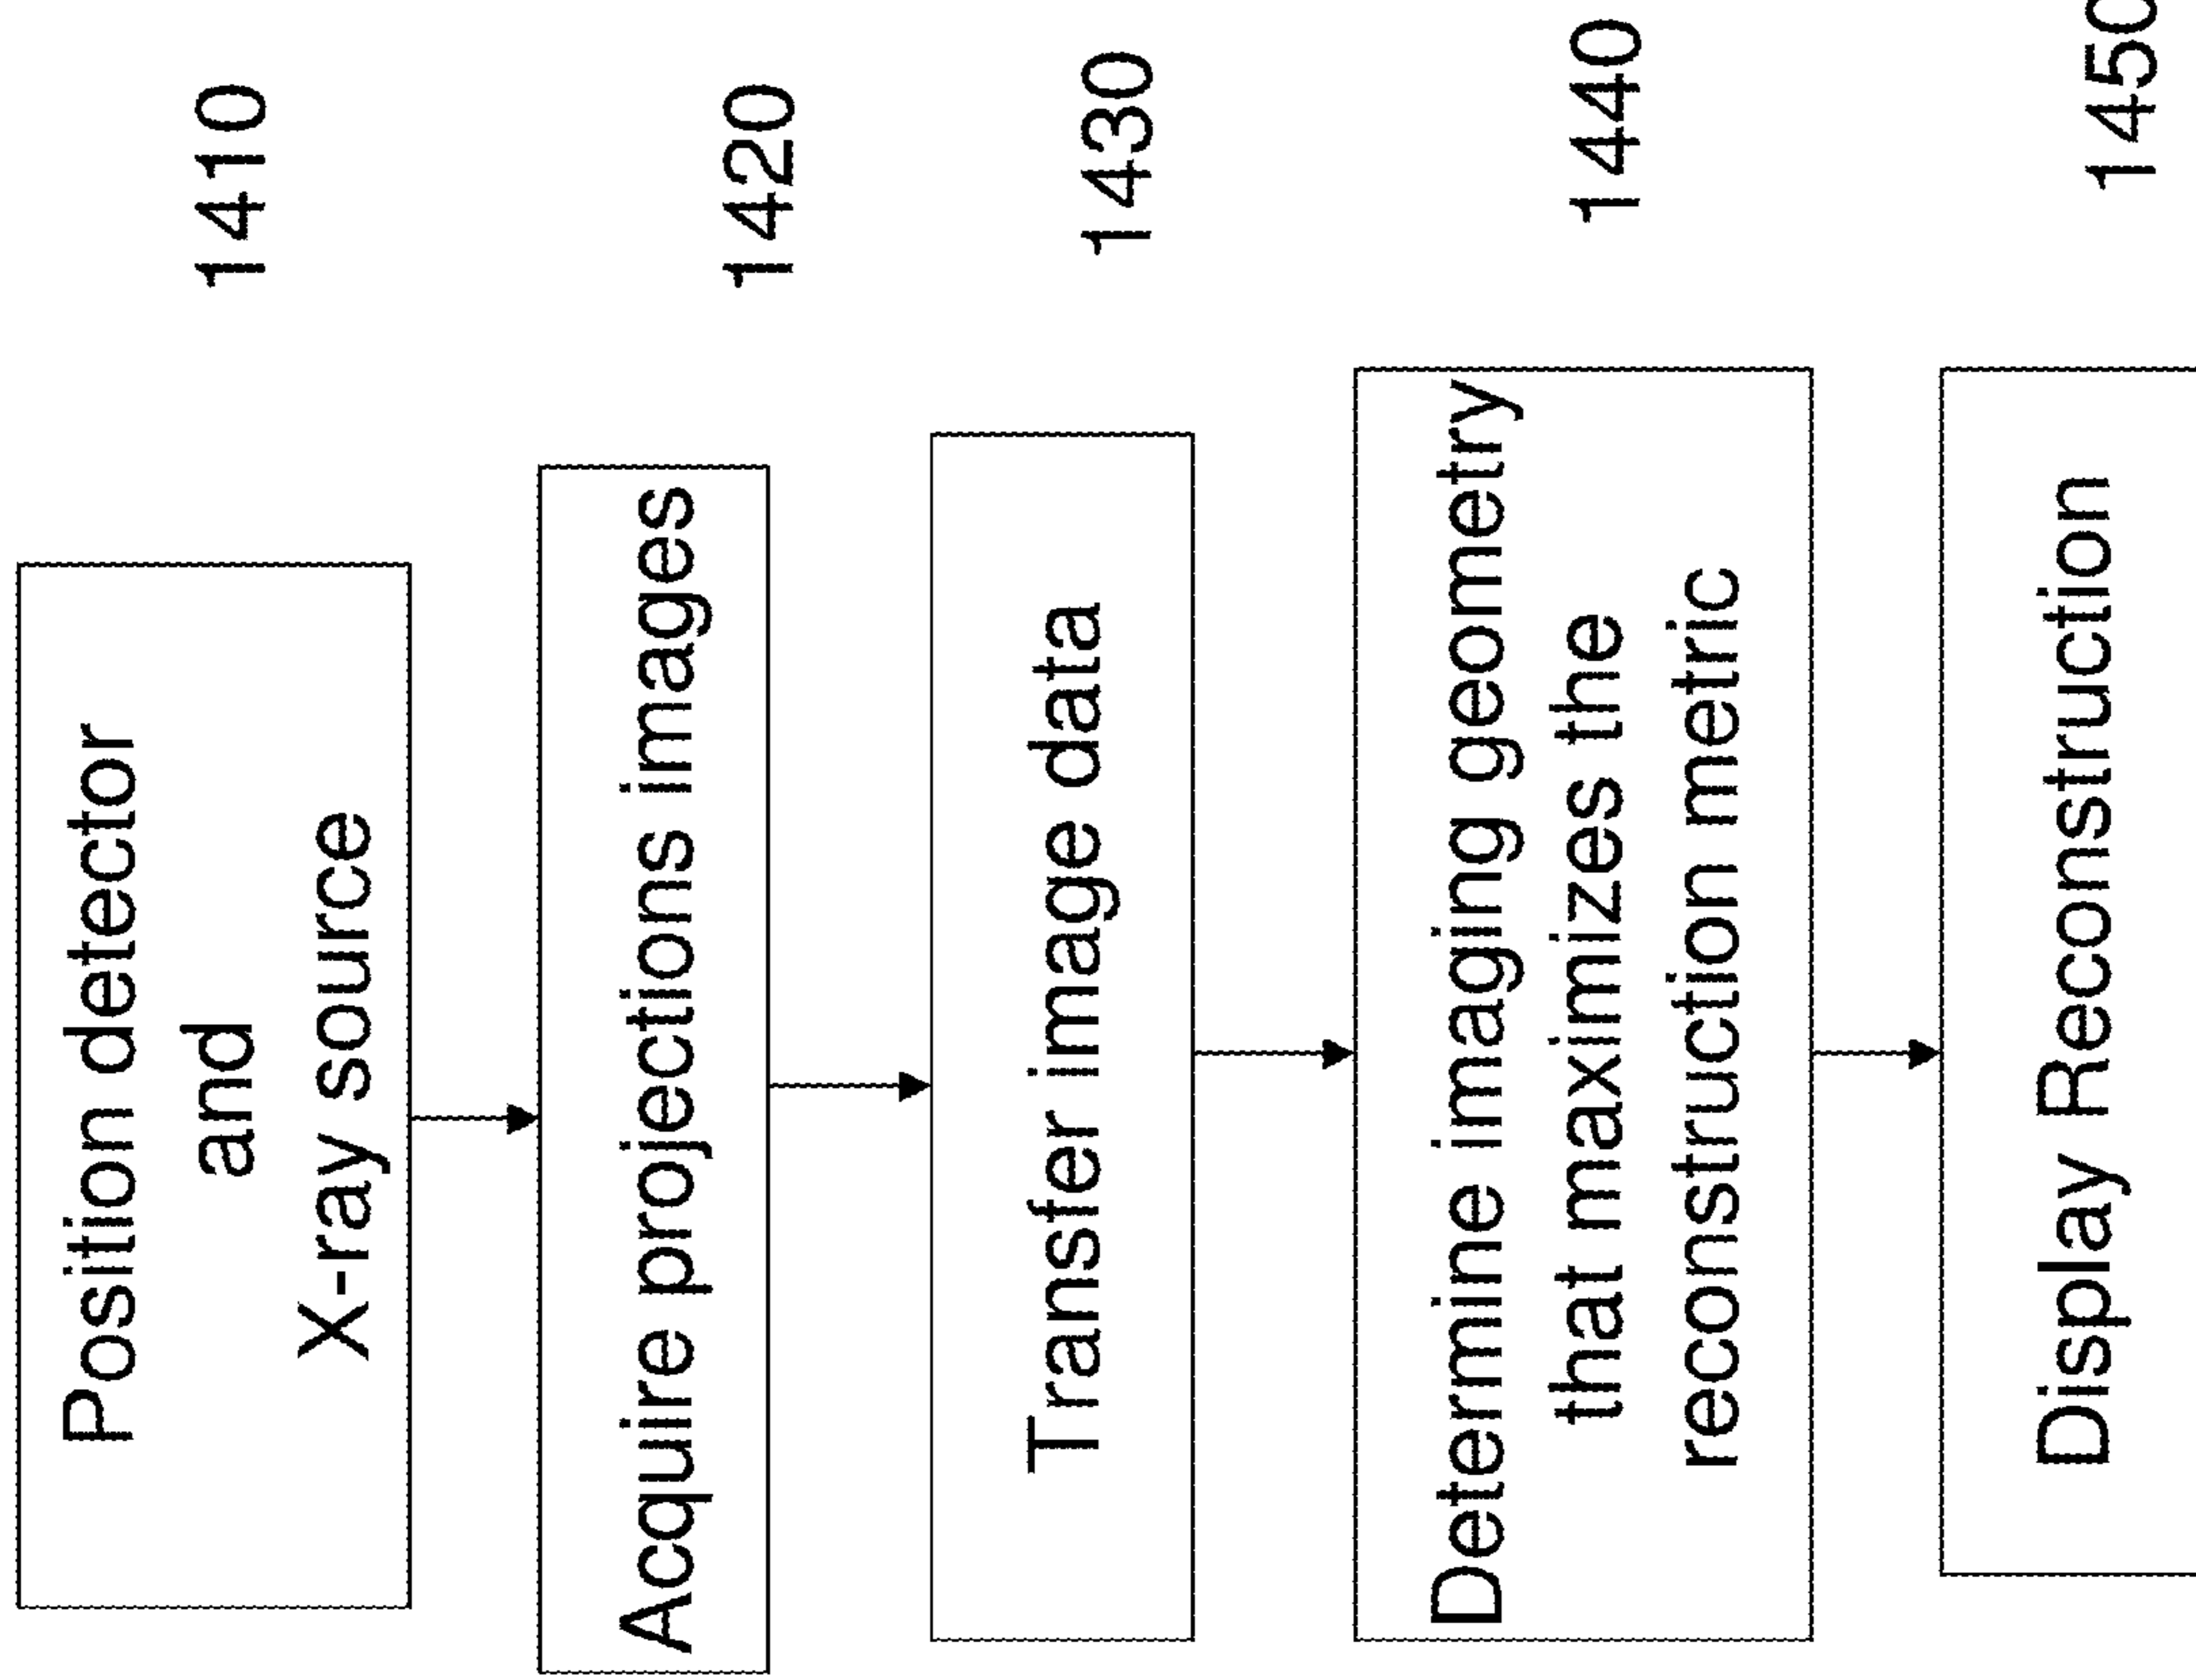 Position detector
and
X-ray source
1410
Acquire projections images
1420
Transfer image data
1430
Determine imaging geometry
that maximizes the
reconstruction metric
1440
Display Reconstruction
1450